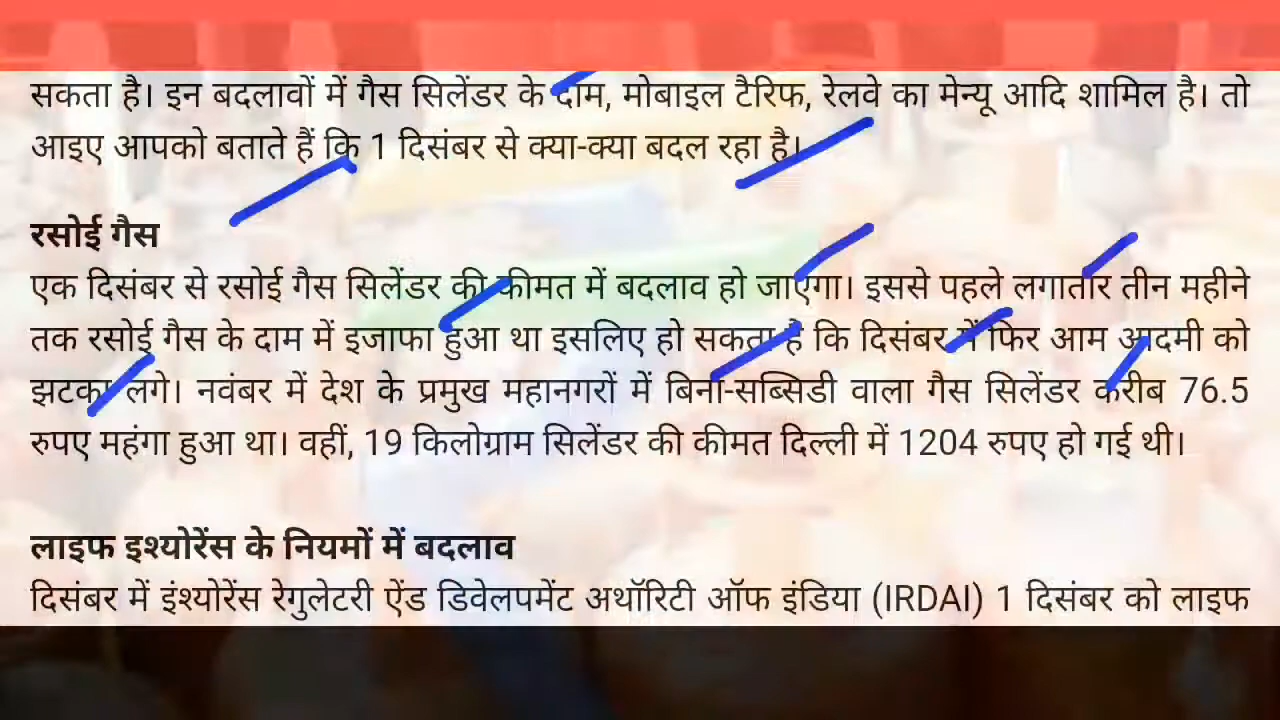 सकता है। इन बदलावों में गैस सिलेंडर के दाम, मोबाइल टैरिफ, रेलवे का मेन्यू आदि शामिल है। तो
आइए आपको बताते हैं कि 1 दिसंबर से क्या-क्या बदल रहा है।
रसोई गैस
एक दिसंबर से रसोई गैस सिलेंडर की कीमत में बदलाव हो जाएगा। इससे पहले लगातार तीन महीने
तक रसोई गैस के दाम में इजाफा हुआ था इसलिए हो सकता है कि दिसंबर में फिर आम आदमी को
झटका लगे। नवंबर में देश के प्रमुख महानगरों में बिना-सब्सिडी वाला गैस सिलेंडर करीब 76.5
रुपए महंगा हुआ था। वहीं, 19 किलोग्राम सिलेंडर की कीमत दिल्ली में 1204 रुपए हो गई थी।
लाइफ इश्योरेंस के नियमों में बदलाव
दिसंबर में इंश्योरेंस रेगुलेटरी ऐंड डिवेलपमेंट अथॉरिटी ऑफ इंडिया (IRDAI) 1 दिसंबर को लाइफ